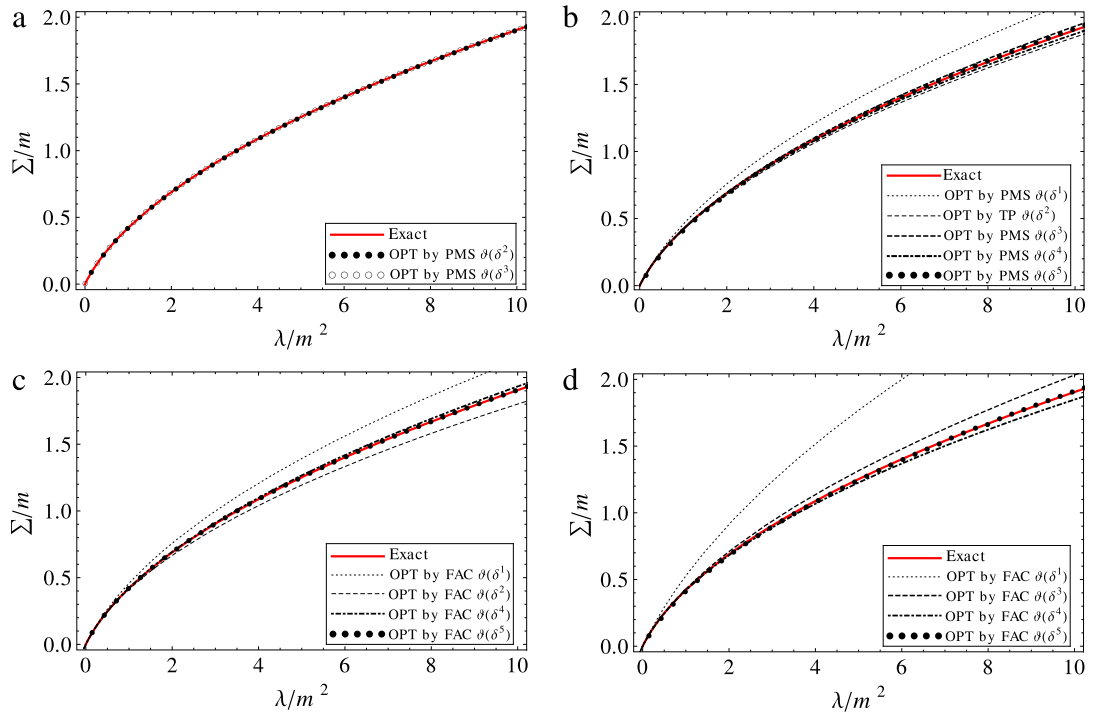 a
2.0
1.5
1.0
0.5
0.0
Σ/m
Exact
OPT by PMS ϑ(δ²)
OPT by PMS ϑ(δ³)
0 2 4 6 8 10
λ/m²
b
2.0
1.5
1.0
0.5
0.0
Σ/m
Exact
OPT by PMS ϑ(δ¹)
OPT by TP ϑ(δ²)
OPT by PMS ϑ(δ³)
OPT by PMS ϑ(δ⁴)
OPT by PMS ϑ(δ⁵)
0 2 4 6 8 10
λ/m²
c
2.0
1.5
1.0
0.5
0.0
Σ/m
Exact
OPT by FAC ϑ(δ¹)
OPT by FAC ϑ(δ²)
OPT by FAC ϑ(δ⁴)
OPT by FAC ϑ(δ⁵)
0 2 4 6 8 10
λ/m²
d
2.0
1.5
1.0
0.5
0.0
Σ/m
Exact
OPT by FAC ϑ(δ¹)
OPT by FAC ϑ(δ³)
OPT by FAC ϑ(δ⁴)
OPT by FAC ϑ(δ⁵)
0 2 4 6 8 10
λ/m²